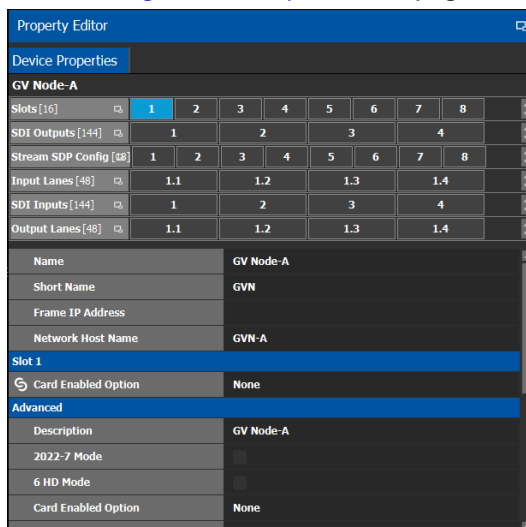 Property Editor
Device Properties
GV Node-A
Slots [16] 1 2 3 4 5 6 7 8
SDI Outputs [144] 1 2 3 4
Stream SDP Config 1 2 3 4 5 6 7 8
Input Lanes [48] 1.1 1.2 1.3 1.4
SDI Inputs [144] 1 2 3 4
Output Lanes [48] 1.1 1.2 1.3 1.4
Name GV Node-A
Short Name GVN
Frame IP Address
Network Host Name GVN-A
Slot 1
Card Enabled Option None
Advanced
Description GV Node-A
2022-7 Mode
6 HD Mode
Card Enabled Option None